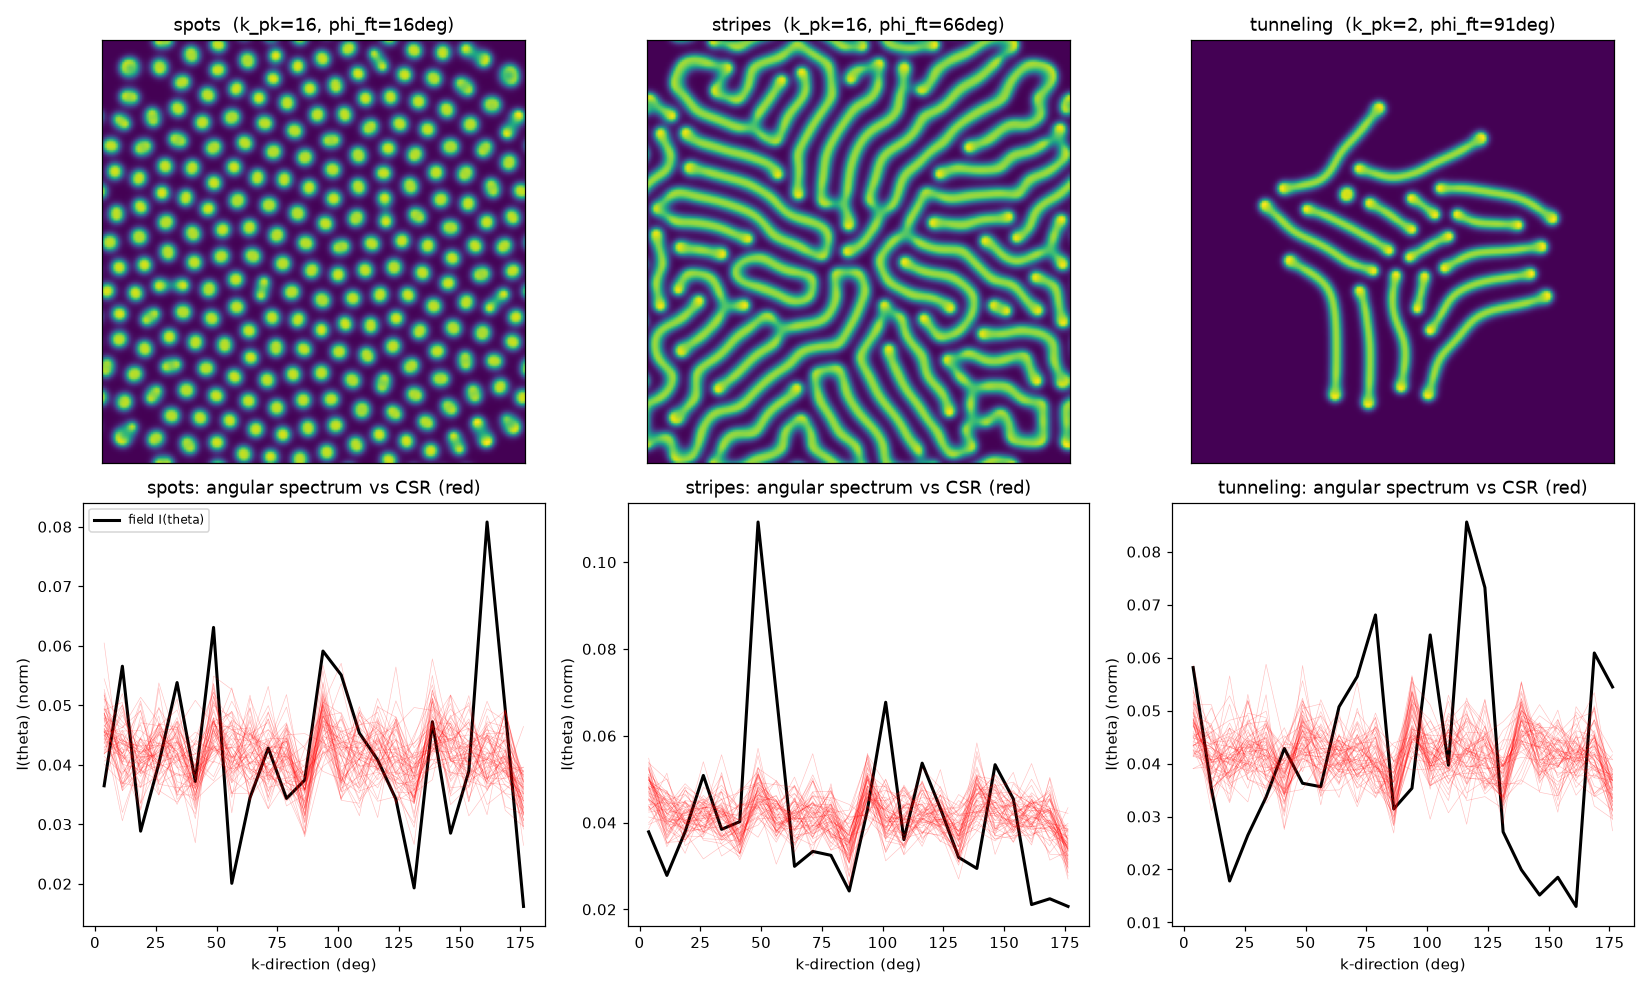 spots  (k_pk=16, phi_ft=16deg)
stripes  (k_pk=16, phi_ft=66deg)
tunneling  (k_pk=2, phi_ft=91deg)
spots: angular spectrum vs CSR (red)
stripes: angular spectrum vs CSR (red)
tunneling: angular spectrum vs CSR (red)
field I(theta)
I(theta) (norm)
0.08
0.07
0.06
0.05
0.04
0.03
0.02
0 25 50 75 100 125 150 175
k-direction (deg)
I(theta) (norm)
0.10
0.08
0.06
0.04
0.02
0 25 50 75 100 125 150 175
k-direction (deg)
I(theta) (norm)
0.08
0.07
0.06
0.05
0.04
0.03
0.02
0.01
0 25 50 75 100 125 150 175
k-direction (deg)